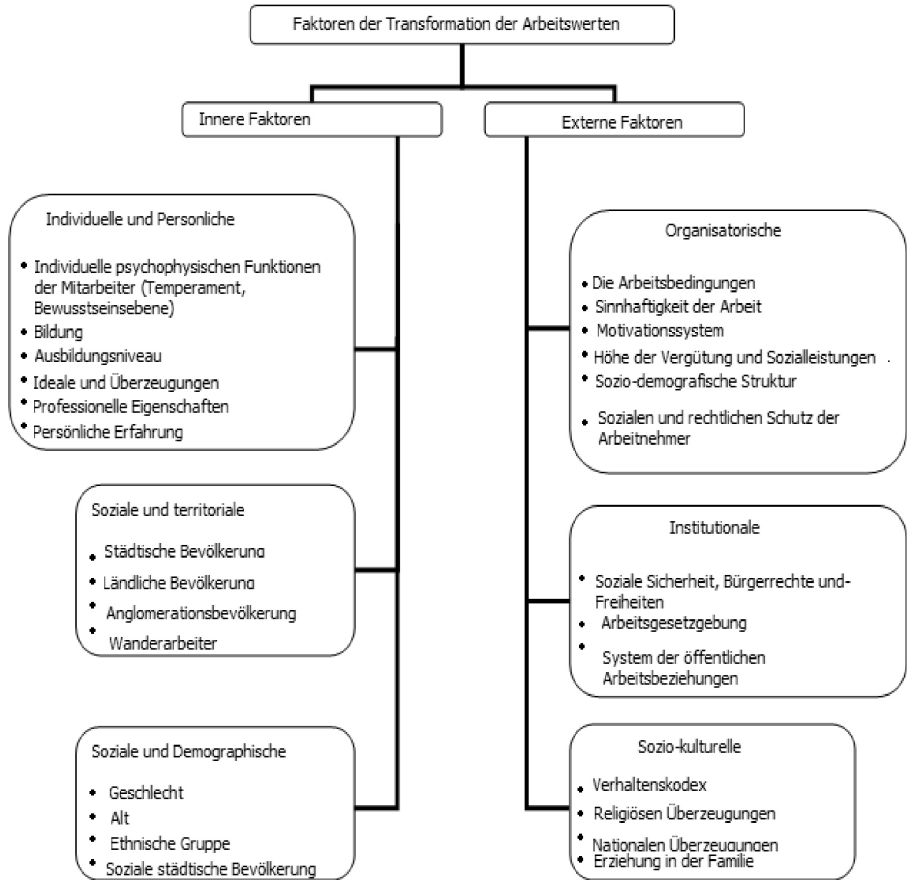 Faktoren der Transformation der Arbeitswerten
Innere Faktoren
Externe Faktoren
Individuelle und Personliche
• Individuelle psychophysischen Funktionen
der Mitarbeiter (Temperament,
Bewusstseinsebene)
• Bildung
• Ausbildungsniveau
• Ideale und Überzeugungen
• Professionelle Eigenschaften
• Persönliche Erfahrung
Soziale und territoriale
• Städtische Bevölkerung
• Ländliche Bevölkerung
• Anglomerationsbevölkerung
• Wanderarbeiter
Soziale und Demographische
• Geschlecht
• Alt
• Ethnische Gruppe
• Soziale städtische Bevölkerung
Organisatorische
• Die Arbeitsbedingungen
• Sinnhaftigkeit der Arbeit
• Motivationssystem
• Höhe der Vergütung und Sozialleistungen .
• Sozio-demografische Struktur
• Sozialen und rechtlichen Schutz der
Arbeitnehmer
Institutionale
• Soziale Sicherheit, Bürgerrechte und-
Freiheiten
• Arbeitsgesetzgebung
• System der öffentlichen
Arbeitsbeziehungen
Sozio-kulturelle
• Verhaltenskodex
• Religiösen Überzeugungen
• Nationalen Überzeugungen
• Erziehung in der Familie